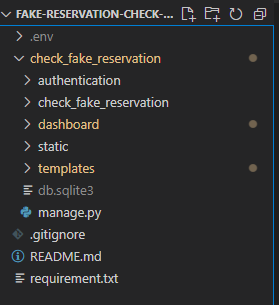 FAKE-RESERVATION-CHECK-...
.env
check_fake_reservation
authentication
check_fake_reservation
dashboard
static
templates
db.sqlite3
manage.py
.gitignore
README.md
requirement.txt